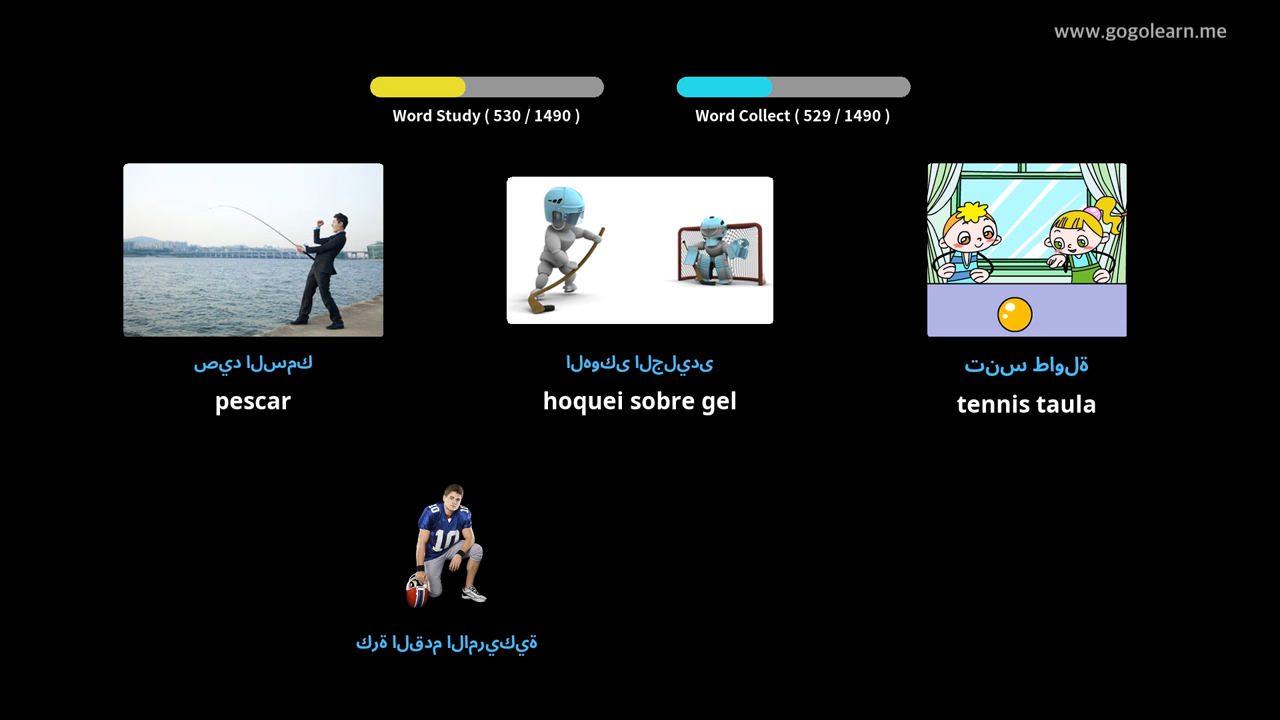 www.gogolearn.me
Word Study ( 530 / 1490 )
Word Collect ( 529 / 1490 )
صيد السمك
pescar
الهوكى الجليدى
hoquei sobre gel
تنس طاولة
tennis taula
كرة القدم الامريكية